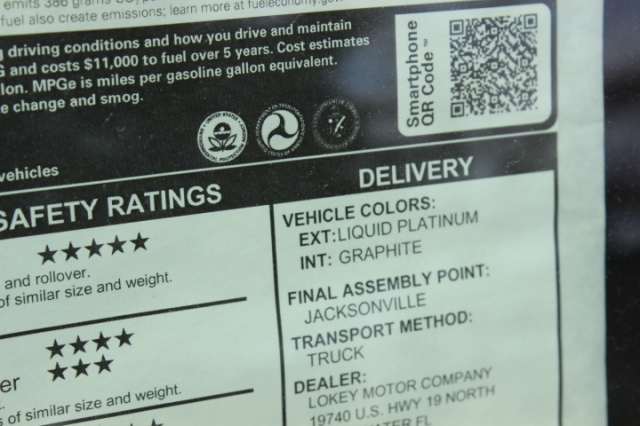 emits 386 grams CO
fuel also create emissions; learn more at fueleconomy.gov
driving conditions and how you drive and maintain
and costs $11,000 to fuel over 5 years. Cost estimates
MPGe is miles per gasoline gallon equivalent.
change and smog.
Smartphone
QR Code™
vehicles
SAFETY RATINGS
and rollover.
of similar size and weight.
of similar size and weight.
DELIVERY
VEHICLE COLORS:
EXT:LIQUID PLATINUM
INT: GRAPHITE
FINAL ASSEMBLY POINT:
JACKSONVILLE
TRANSPORT METHOD:
TRUCK
DEALER:
LOKEY MOTOR COMPANY
19740 U.S. HWY 19 NORTH
FL